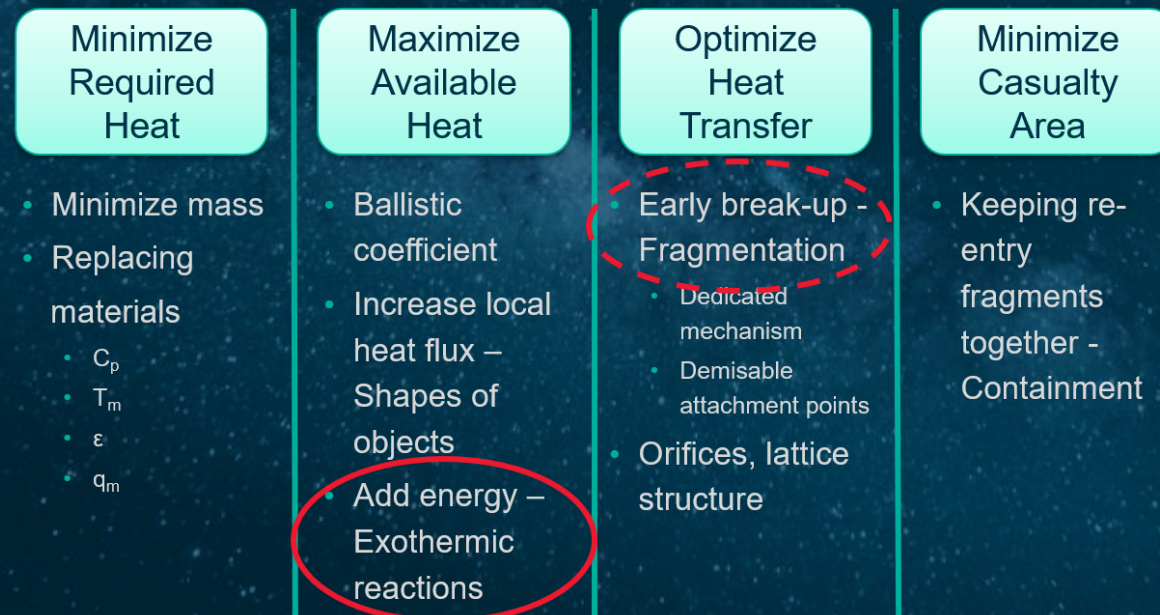 Minimize
Required
Heat
Minimize mass
Replacing
materials
Cp
Tm
ε
qm
Maximize
Available
Heat
Ballistic
coefficient
Increase local
heat flux –
Shapes of
objects
Add energy –
Exothermic
reactions
Optimize
Heat
Transfer
Early break-up -
Fragmentation
Dedicated
mechanism
Demisable
attachment points
Orifices, lattice
structure
Minimize
Casualty
Area
Keeping re-
entry
fragments
together -
Containment